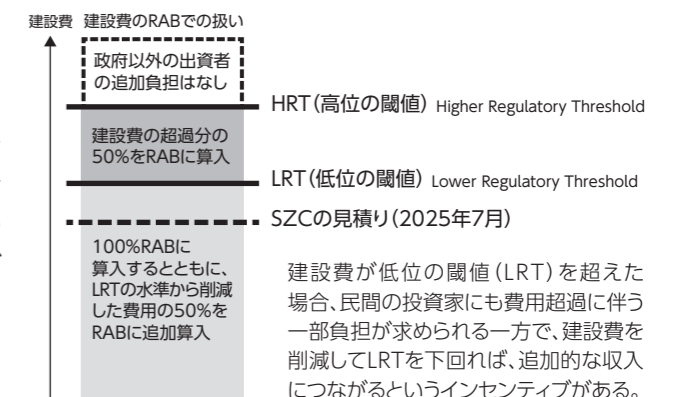 建設費 建設費のRABでの扱い
政府以外の出資者
の追加負担はなし
HRT(高位の閾値) Higher Regulatory Threshold
建設費の超過分の
50%をRABに算入
LRT(低位の閾値) Lower Regulatory Threshold
SZCの見積り(2025年7月)
100%RABに
算入するとともに、
LRTの水準から削減
した費用の50%を
RABに追加算入
建設費が低位の閾値(LRT)を超えた
場合、民間の投資家にも費用超過に伴う
一部負担が求められる一方で、建設費を
削減してLRTを下回れば、追加的な収入
につながるというインセンティブがある。